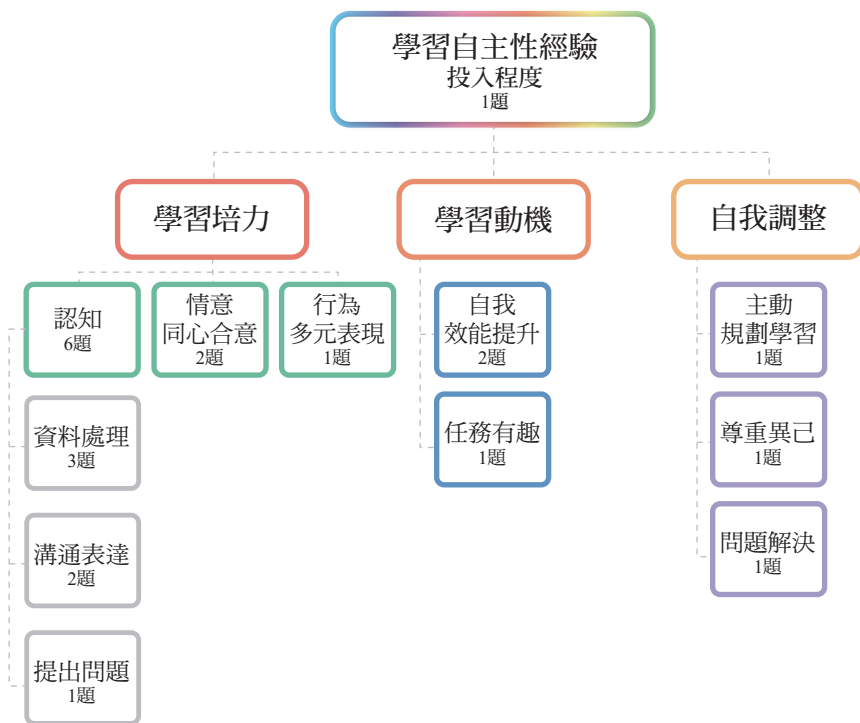 學習自主性經驗
投入程度
1題
學習培力
學習動機
自我調整
認知
6題
情意
同心合意
2題
行為
多元表現
1題
自我
效能提升
2題
主動
規劃學習
1題
資料處理
3題
任務有趣
1題
尊重異己
1題
溝通表達
2題
問題解決
1題
提出問題
1題